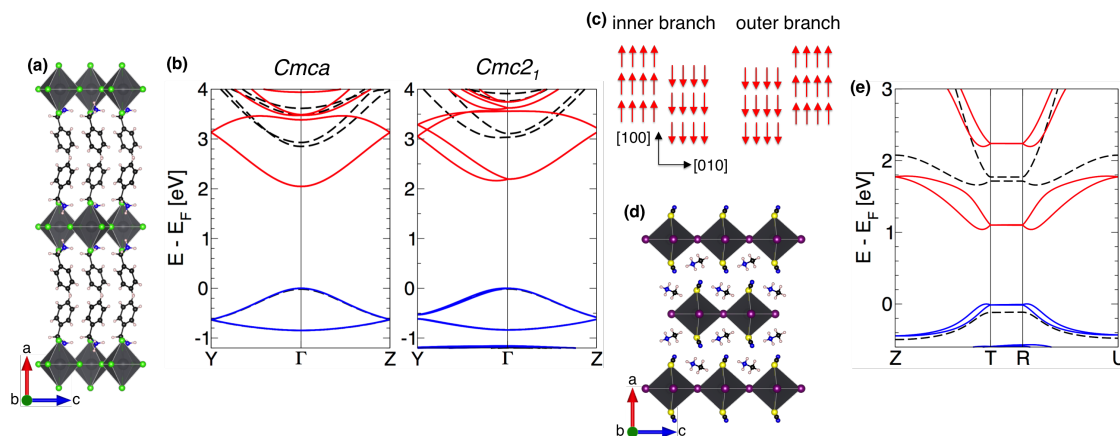 (a)
a
b
c
(b)
Cmca
Cmc2₁
E - E_F [eV]
4
3
2
1
0
-1
Y
Γ
Z
Y
Γ
Z
(c)
inner branch
outer branch
[100]
[010]
(d)
a
b
c
(e)
E - E_F [eV]
3
2
1
0
Z
T
R
U